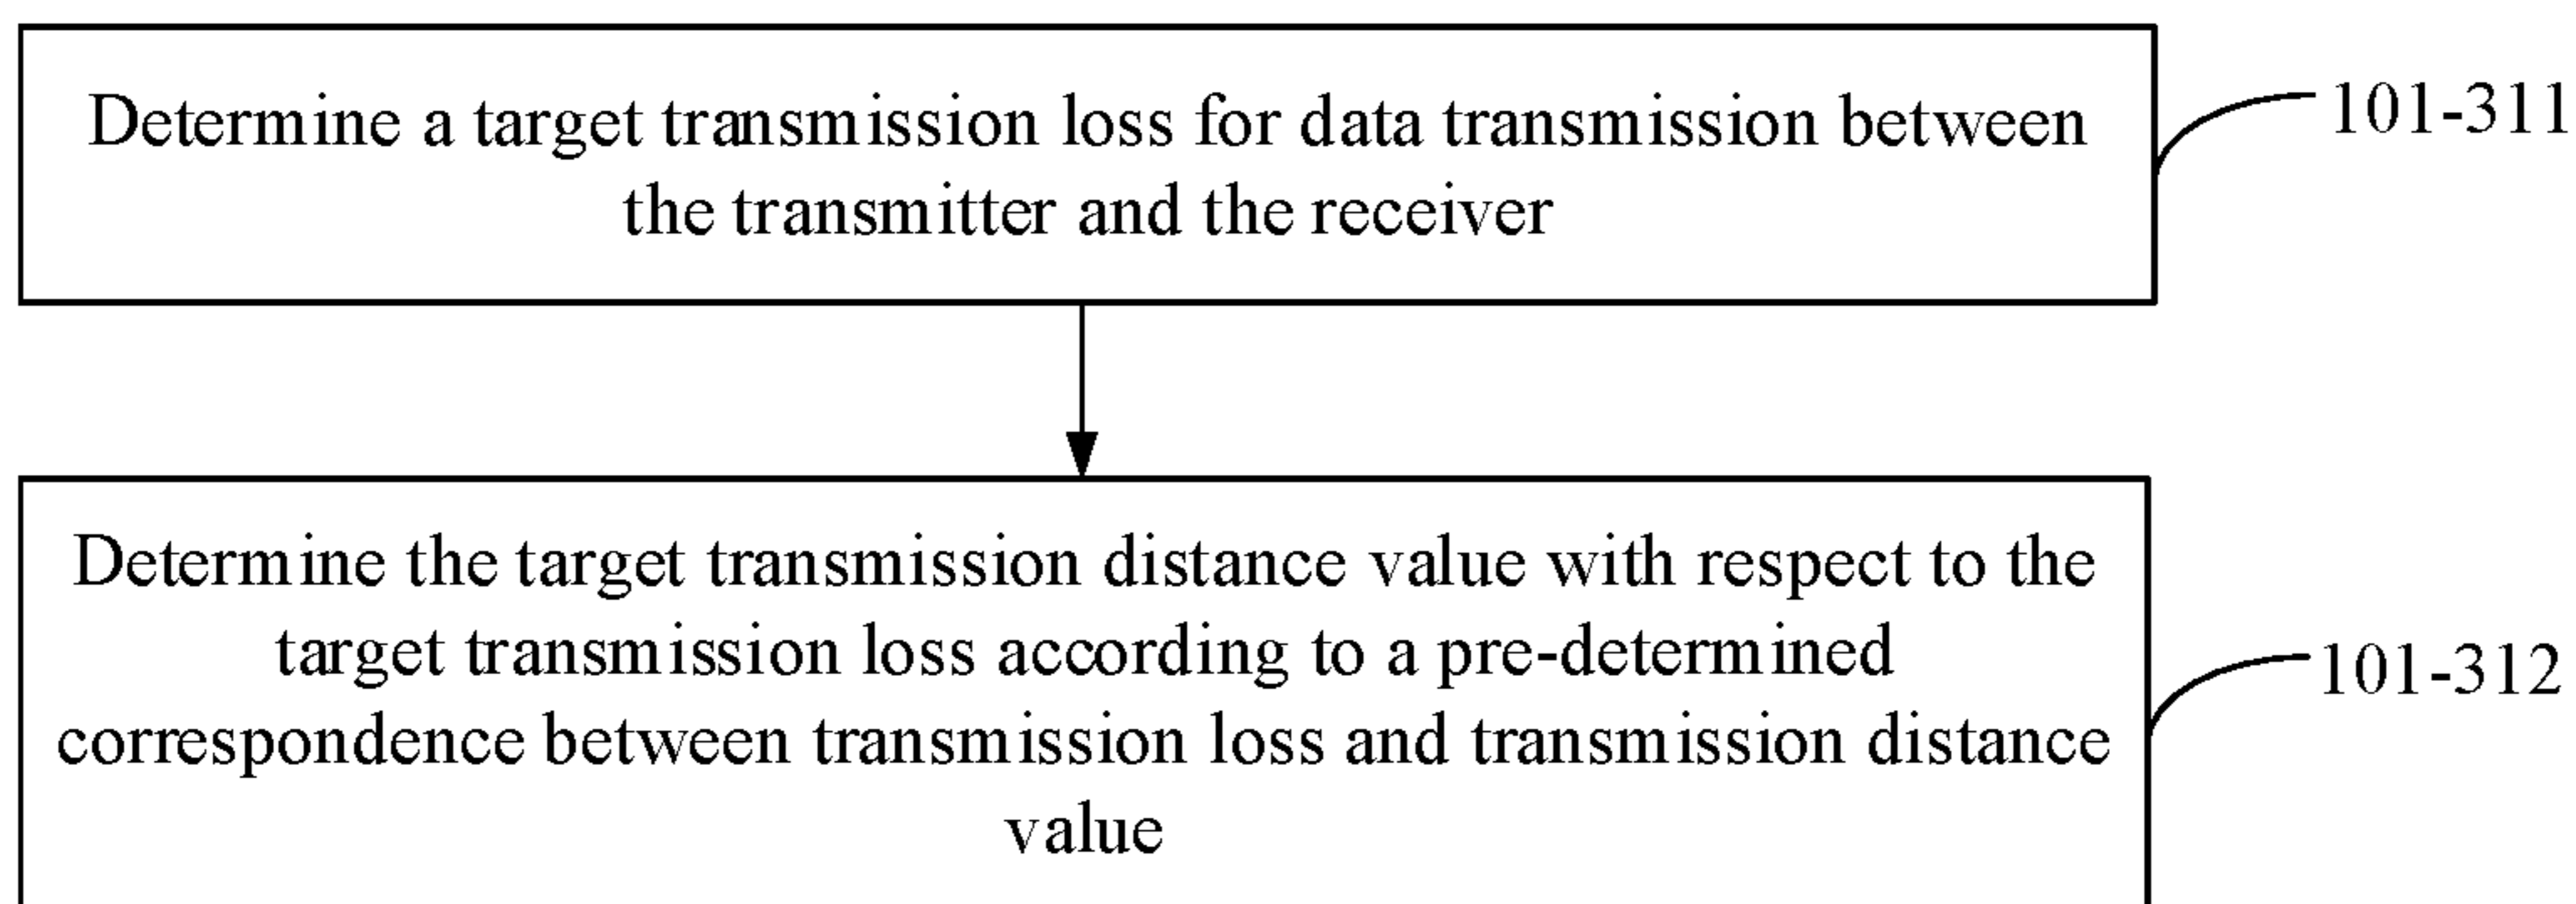 Determine a target transmission loss for data transmission between
the transmitter and the receiver
101-311
Determine the target transmission distance value with respect to the
target transmission loss according to a pre-determined
correspondence between transmission loss and transmission distance
value
101-312